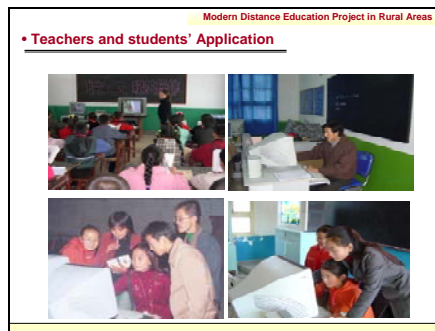 Modern Distance Education Project in Rural Areas
• Teachers and students' Application